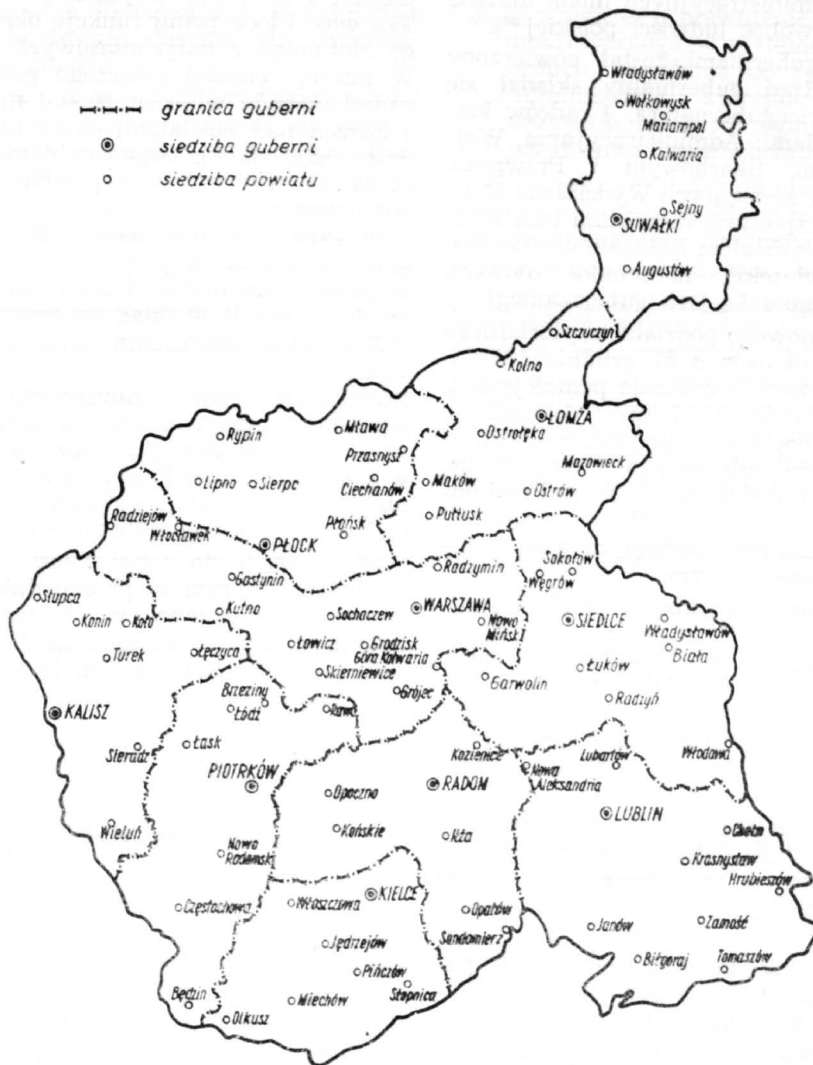 granica guberni
siedziba guberni
siedziba powiatu
Władysławów
Wołkowysk
Mariampol
Kalwaria
Sejny
SUWAŁKI
Augustów
Szczuczyn
Kolno
ŁOMŻA
Ostrołęka
Mazowieck
Maków
Ostrów
Pułtusk
Rypin
Mława
Przasnysz
Lipno
Sierpc
Ciechanów
Radziejów
Włocławek
Płońsk
PŁOCK
Gostynin
Radzymin
Sokołów
Węgrów
Słupca
Konin
Koło
Kutno
Sochaczew
WARSZAWA
Nowo
Mińsk
SIEDLCE
Władysławów
Biała
Turek
Łęczyca
Łowicz
Grodzisk
Góra Kalwaria
Skierniewice
Grójec
Garwolin
Łuków
Radzyń
KALISZ
Brzeziny
Łódź
Rawa
Sieradz
Łask
Kozienice
Lubartów
Włodawa
PIOTRKÓW
Nowa
Aleksandria
Opoczno
RADOM
LUBLIN
Wieluń
Końskie
Iłża
Chełm
Nowo
Radomsk
Krasnystaw
Hrubieszów
Częstochowa
Włoszczowa
KIELCE
Opatów
Sandomierz
Janów
Zamość
Jędrzejów
Pińczów
Biłgoraj
Tomaszów
Będzin
Olkusz
Miechów
Stopnica